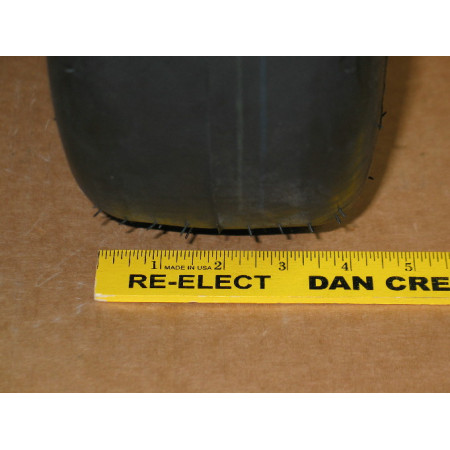 1 MADE IN USA 2 3 4 5
RE-ELECT DAN CRE